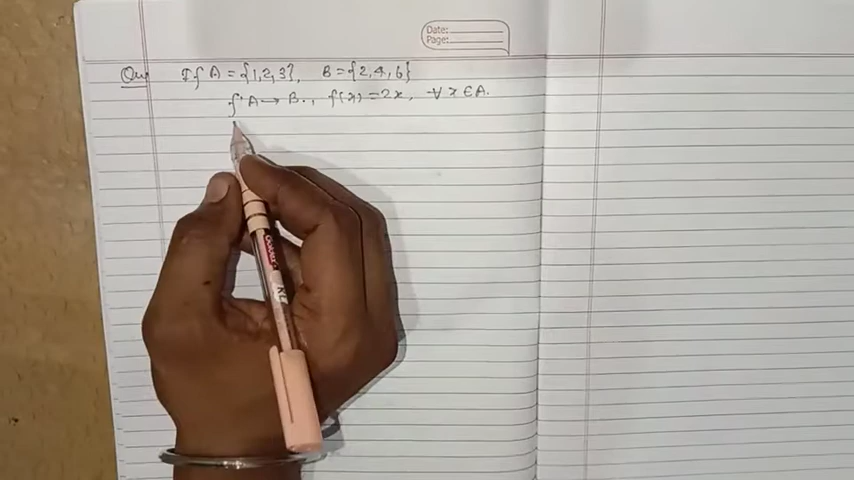 Date:
Page:
Que If A = {1,2,3}, B = {2,4,6}
f: A → B., f(x) = 2x, ∀ x ∈ A.